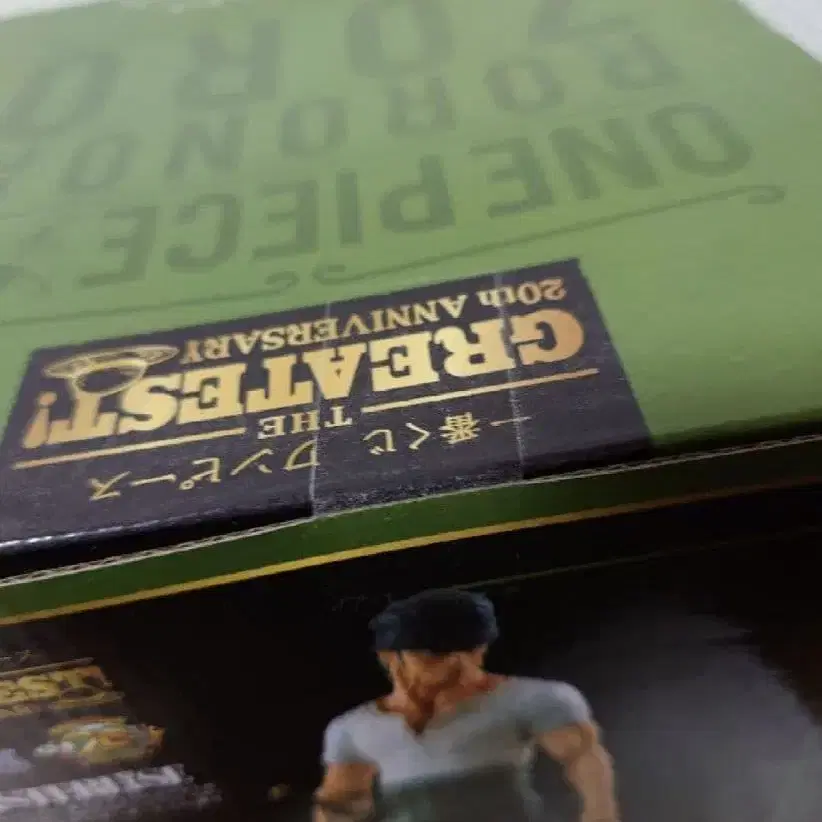 一番くじ ワンピース
THE
GREATEST!
20th ANNIVERSARY
ONE PIECE
RORONOA
ZORO